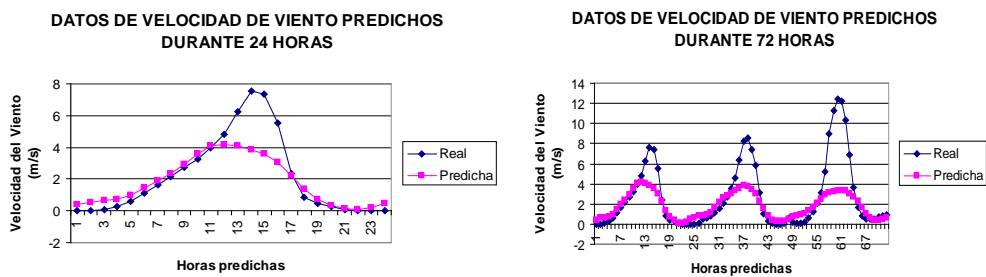 DATOS DE VELOCIDAD DE VIENTO PREDICHOS
DURANTE 24 HORAS
Velocidad del Viento
(m/s)
8
6
4
2
0
-2
1
3
5
7
9
11
13
15
17
19
21
23
Horas predichas
Real
Predicha
DATOS DE VELOCIDAD DE VIENTO PREDICHOS
DURANTE 72 HORAS
Velocidad del Viento
(m/s)
14
12
10
8
6
4
2
0
-2
1
7
13
19
25
31
37
43
49
55
61
67
Horas predichas
Real
Predicha